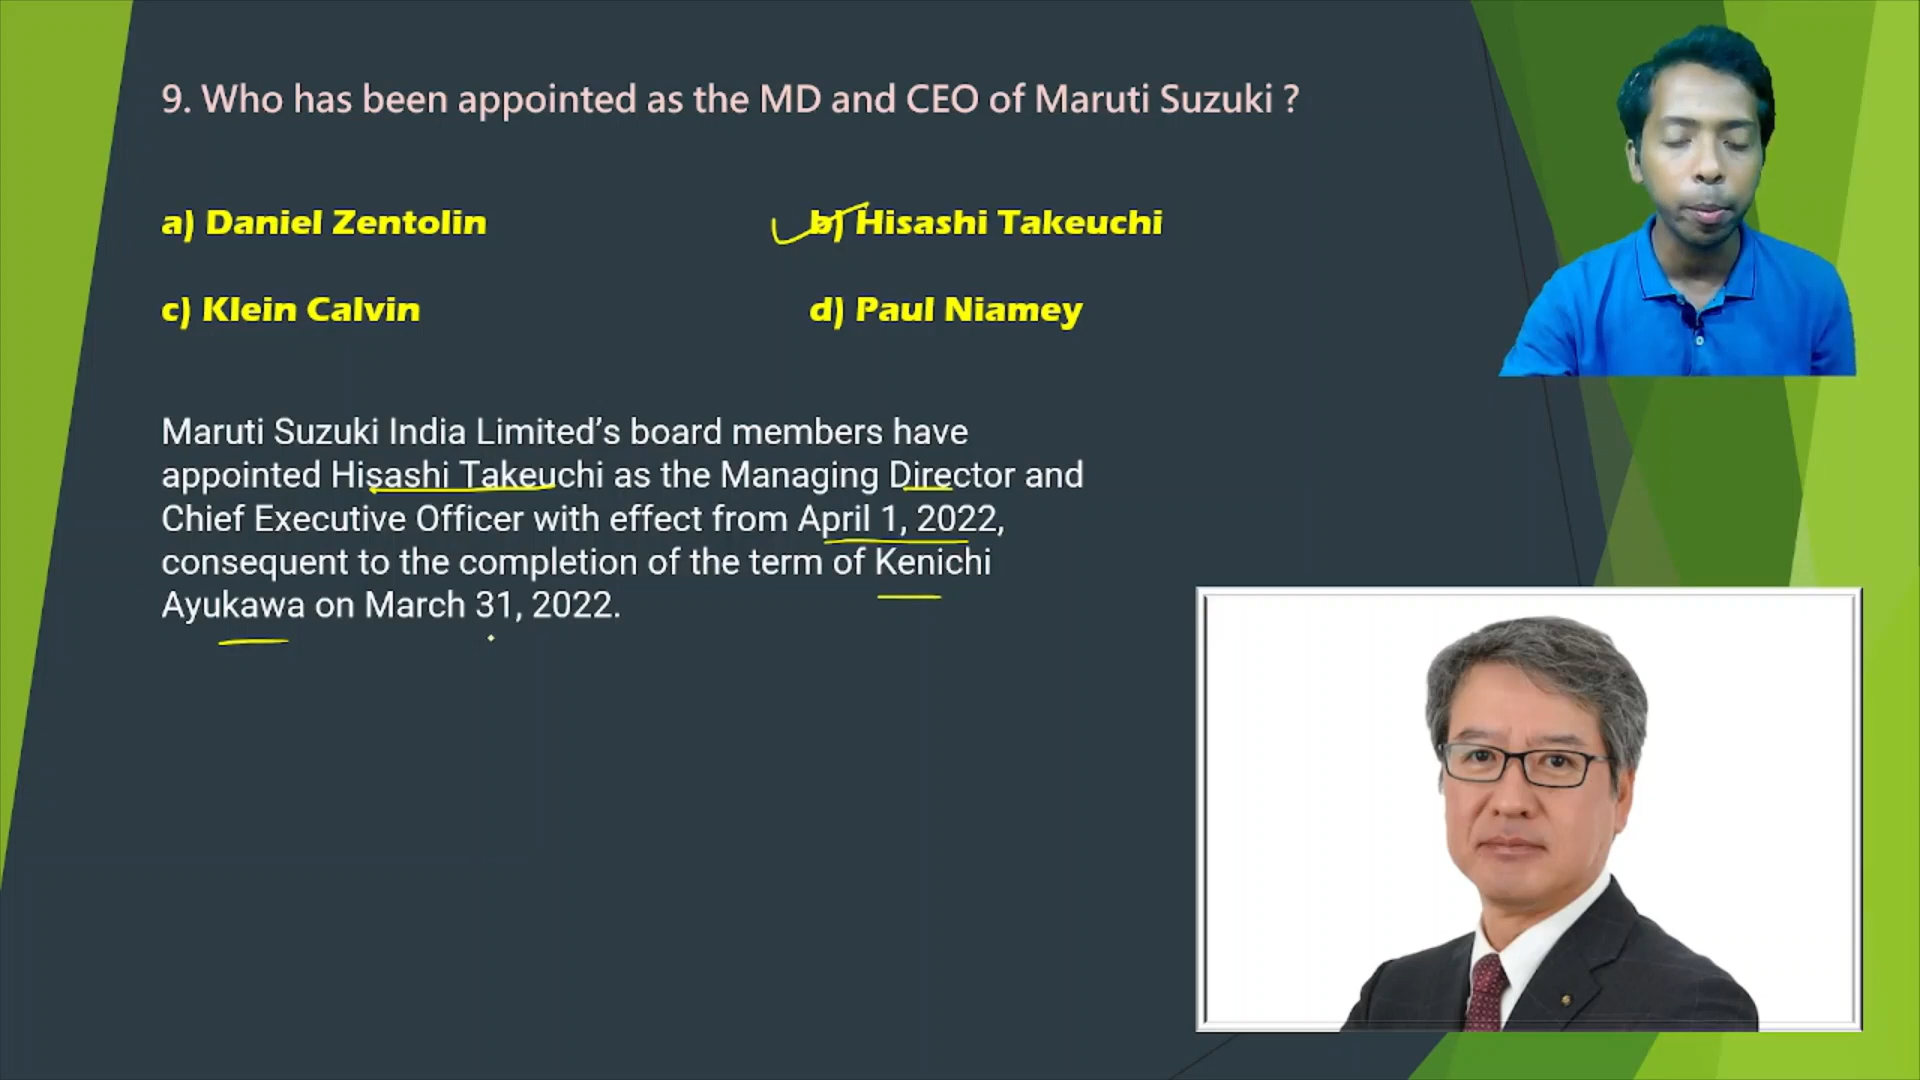 9. Who has been appointed as the MD and CEO of Maruti Suzuki ?
a) Daniel Zentolin
b) Hisashi Takeuchi
c) Klein Calvin
d) Paul Niamey
Maruti Suzuki India Limited’s board members have
appointed Hisashi Takeuchi as the Managing Director and
Chief Executive Officer with effect from April 1, 2022,
consequent to the completion of the term of Kenichi
Ayukawa on March 31, 2022.